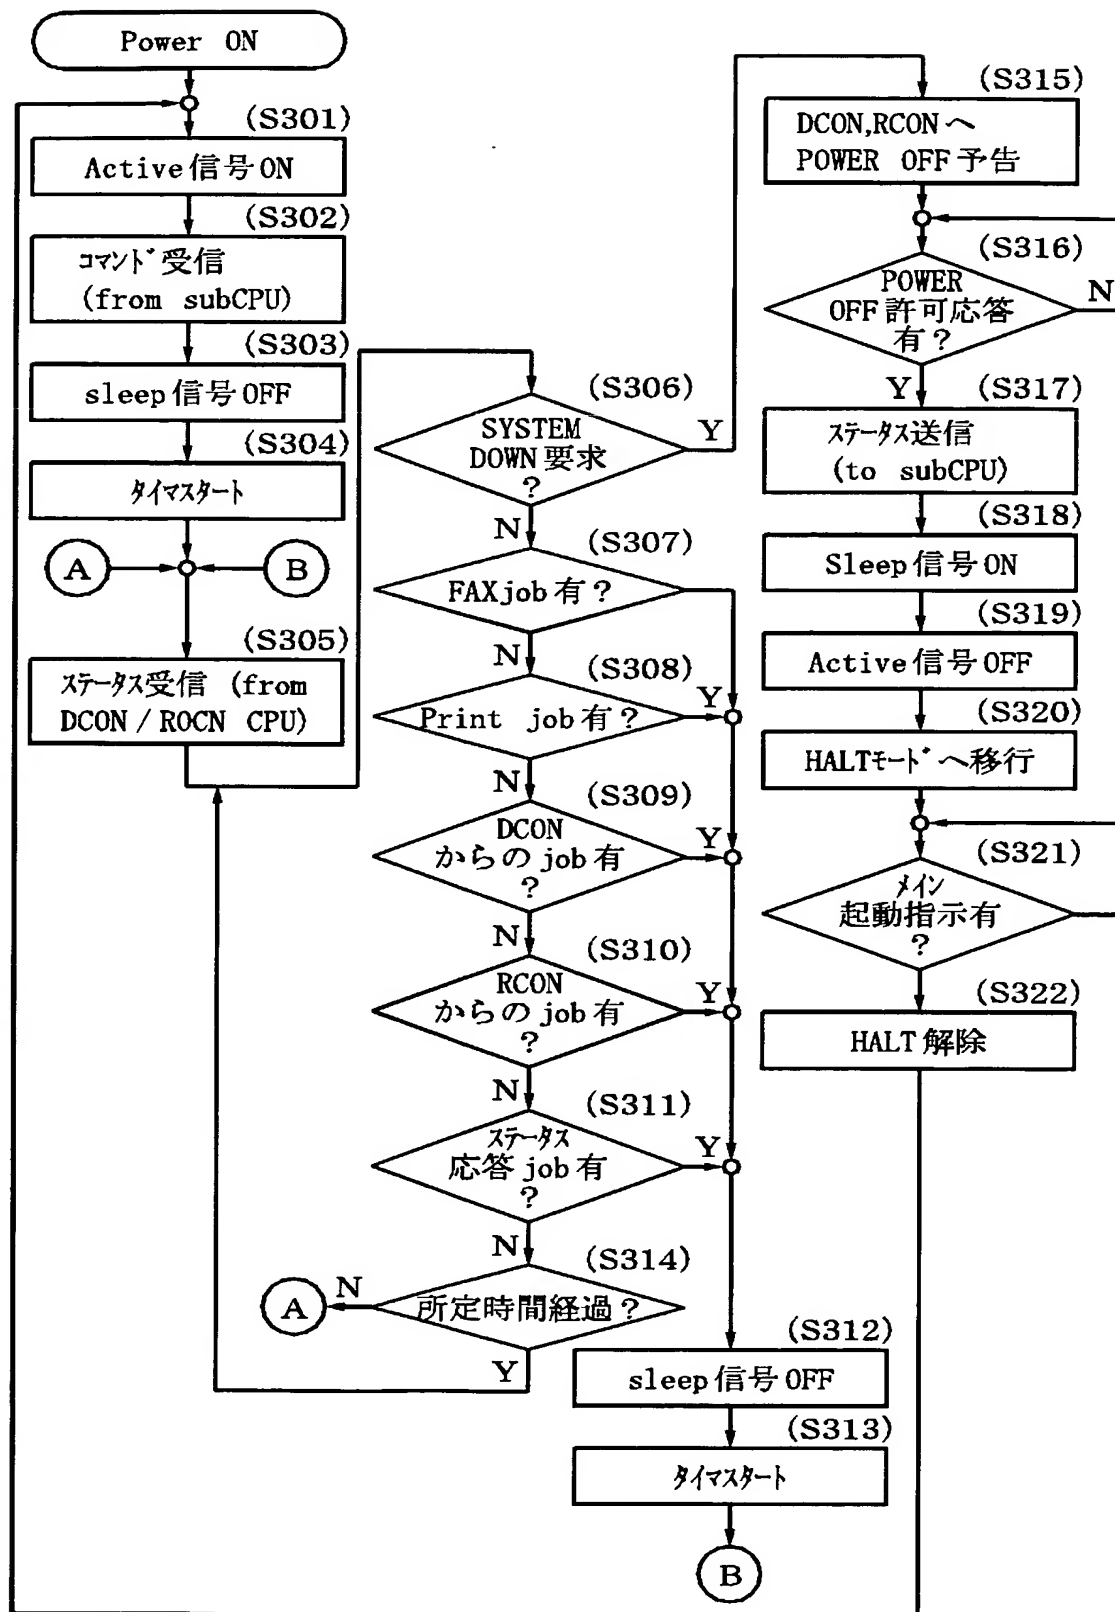 Power ON
(S301)
Active信号ON
(S302)
コマンド受信
(from subCPU)
(S303)
sleep信号OFF
(S304)
タイマスタート
A
B
(S305)
ステータス受信 (from
DCON / ROCN CPU)
(S306)
SYSTEM
DOWN要求
?
Y
N
(S307)
FAXjob有?
N
(S308)
Print job有?
Y
N
(S309)
DCON
からのjob有
?
Y
N
(S310)
RCON
からのjob有
?
Y
N
(S311)
ステータス
応答job有
?
Y
N
(S314)
所定時間経過?
N
A
Y
(S312)
sleep信号OFF
(S313)
タイマスタート
B
(S315)
DCON,RCONへ
POWER OFF予告
(S316)
POWER
OFF許可応答
有?
N
Y
(S317)
ステータス送信
(to subCPU)
(S318)
Sleep信号ON
(S319)
Active信号OFF
(S320)
HALTモードへ移行
(S321)
メイン
起動指示有
?
(S322)
HALT解除